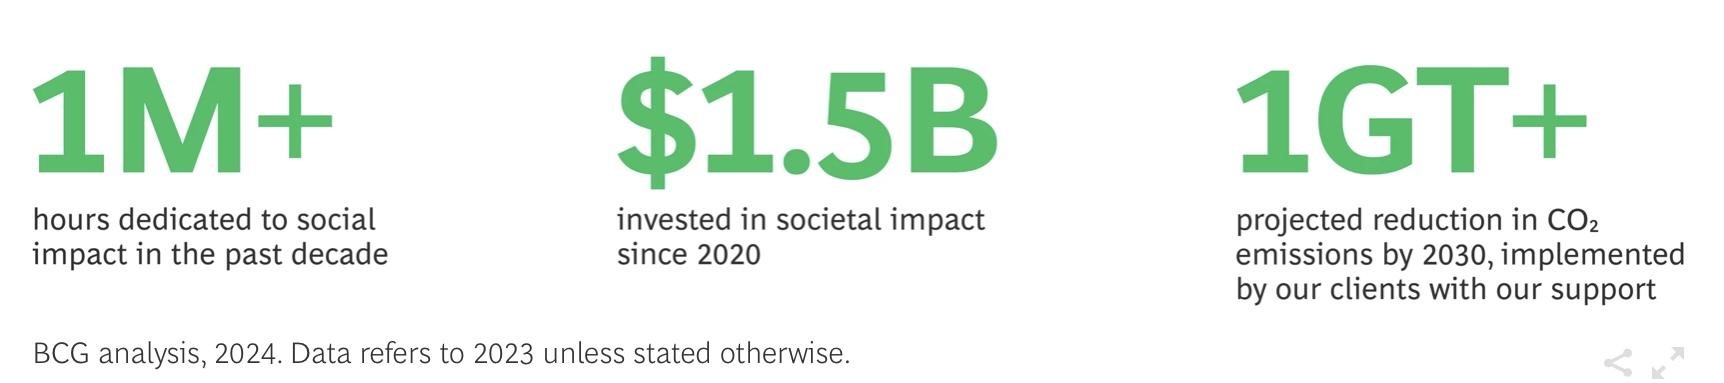 1M+
hours dedicated to social
impact in the past decade
$1.5B
invested in societal impact
since 2020
1GT+
projected reduction in CO₂
emissions by 2030, implemented
by our clients with our support
BCG analysis, 2024. Data refers to 2023 unless stated otherwise.